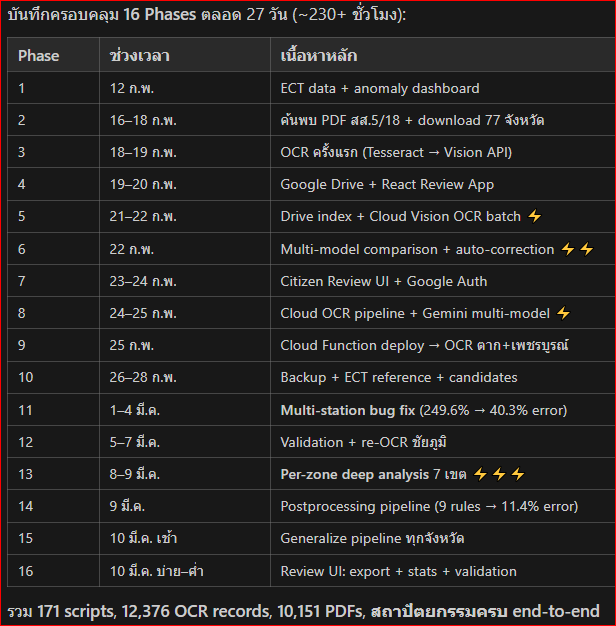 บันทึกครอบคลุม 16 Phases ตลอด 27 วัน (~230+ ชั่วโมง):
Phase ช่วงเวลา เนื้อหาหลัก
1 12 ก.พ. ECT data + anomaly dashboard
2 16–18 ก.พ. ค้นพบ PDF สส.5/18 + download 77 จังหวัด
3 18–19 ก.พ. OCR ครั้งแรก (Tesseract → Vision API)
4 19–20 ก.พ. Google Drive + React Review App
5 21–22 ก.พ. Drive index + Cloud Vision OCR batch ⚡
6 22 ก.พ. Multi-model comparison + auto-correction ⚡⚡
7 23–24 ก.พ. Citizen Review UI + Google Auth
8 24–25 ก.พ. Cloud OCR pipeline + Gemini multi-model ⚡
9 25 ก.พ. Cloud Function deploy → OCR ตาก+เพชรบูรณ์
10 26–28 ก.พ. Backup + ECT reference + candidates
11 1–4 มี.ค. Multi-station bug fix (249.6% → 40.3% error)
12 5–7 มี.ค. Validation + re-OCR ชัยภูมิ
13 8–9 มี.ค. Per-zone deep analysis 7 เขต ⚡⚡⚡
14 9 มี.ค. Postprocessing pipeline (9 rules → 11.4% error)
15 10 มี.ค. เช้า Generalize pipeline ทุกจังหวัด
16 10 มี.ค. บ่าย–ค่ำ Review UI: export + stats + validation
รวม 171 scripts, 12,376 OCR records, 10,151 PDFs, สถาปัตยกรรมครบ end-to-end